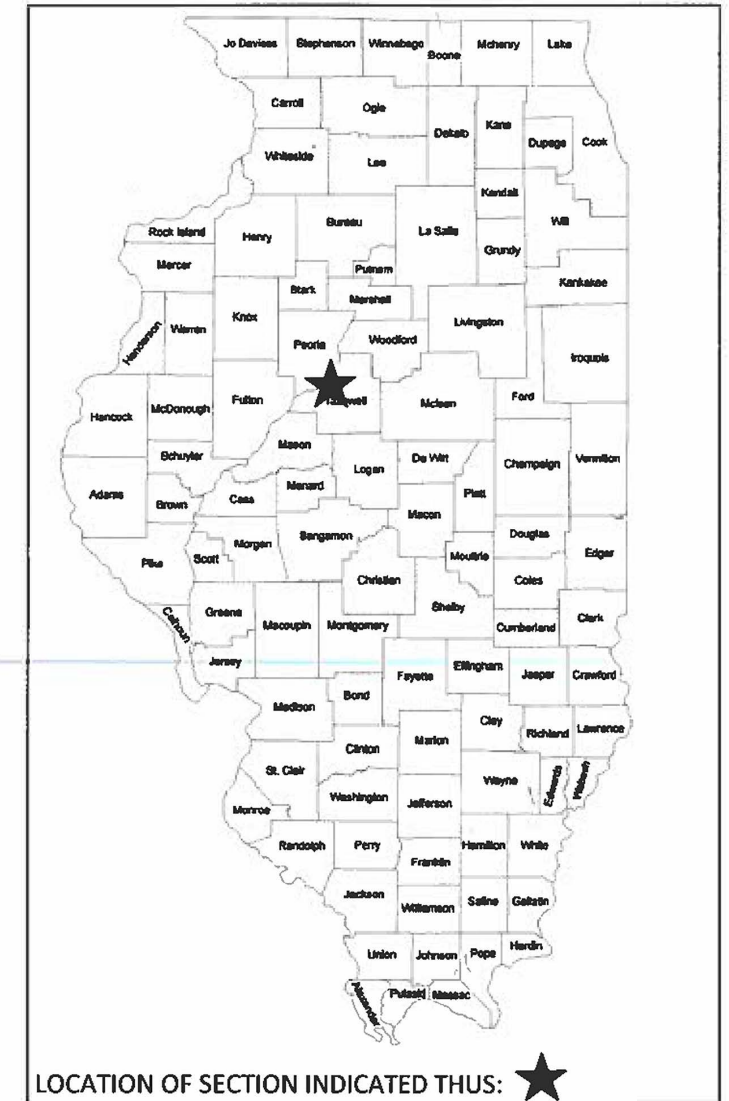 Jo Daviess Stephenson Winnebago Boone Mchenry Lake
Carroll Ogle Dekalb Kane Dupage Cook
Whiteside Lee Kendall
Rock Island Henry Bureau La Salle Grundy Will
Mercer Putnam Kankakee
Stark Marshall
Henderson Warren Knox Peoria Woodford Livingston Iroquois
Hancock McDonough Fulton Mclean Ford
Schuyler Mason Logan De Witt Champaign Vermilion
Adams Brown Cass Menard Macon Piatt
Pike Scott Morgan Sangamon Moultrie Douglas Edgar
Christian Coles
Calhoun Greene Macoupin Montgomery Shelby Cumberland Clark
Jersey Fayette Effingham Jasper Crawford
Madison Bond Clay Richland Lawrence
Clinton Marion
St. Clair Wayne Edwards Wabash
Monroe Washington Jefferson
Randolph Perry Franklin Hamilton White
Jackson Williamson Saline Gallatin
Union Johnson Pope Hardin
Alexander Pulaski Massac
LOCATION OF SECTION INDICATED THUS: